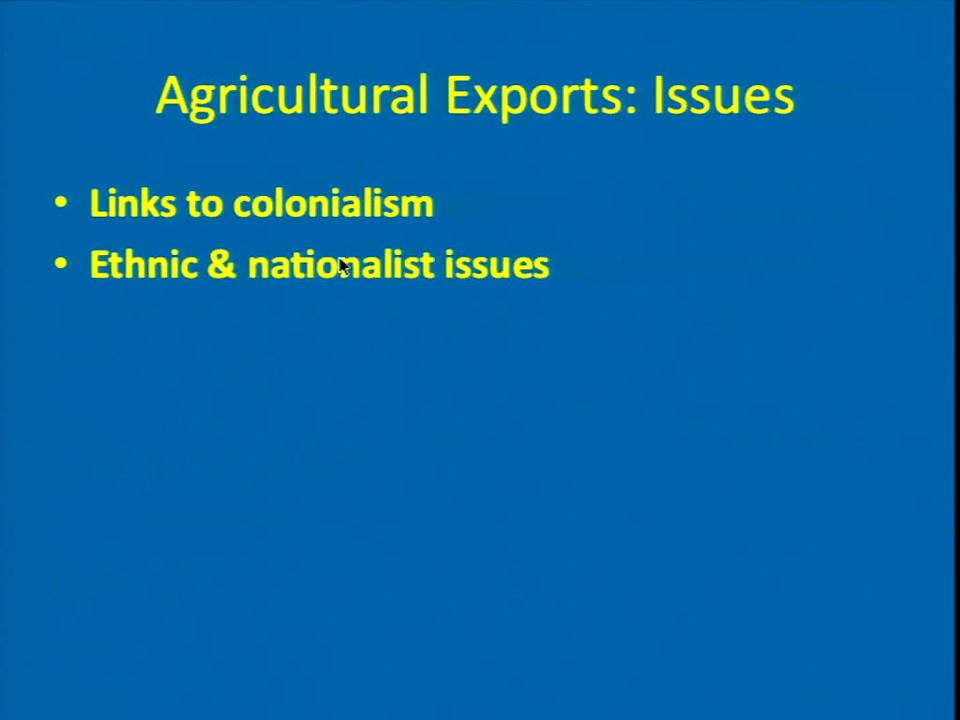 Agricultural Exports: Issues
• Links to colonialism
• Ethnic & nationalist issues